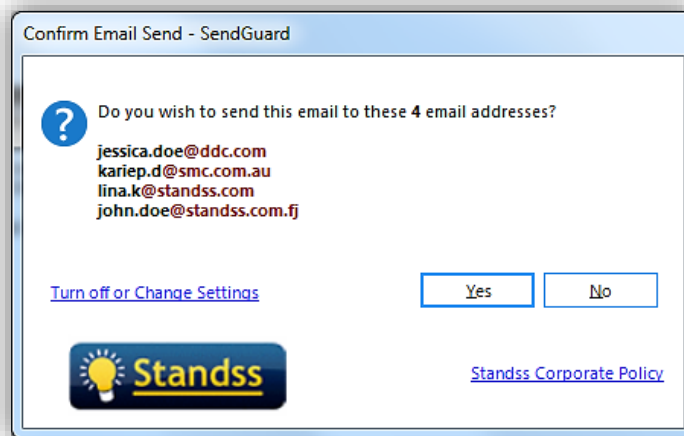 Confirm Email Send - SendGuard
?
Do you wish to send this email to these 4 email addresses?
jessica.doe@ddc.com
kariep.d@smc.com.au
lina.k@standss.com
john.doe@standss.com.fj
Turn off or Change Settings
Yes
No
Standss
Standss Corporate Policy